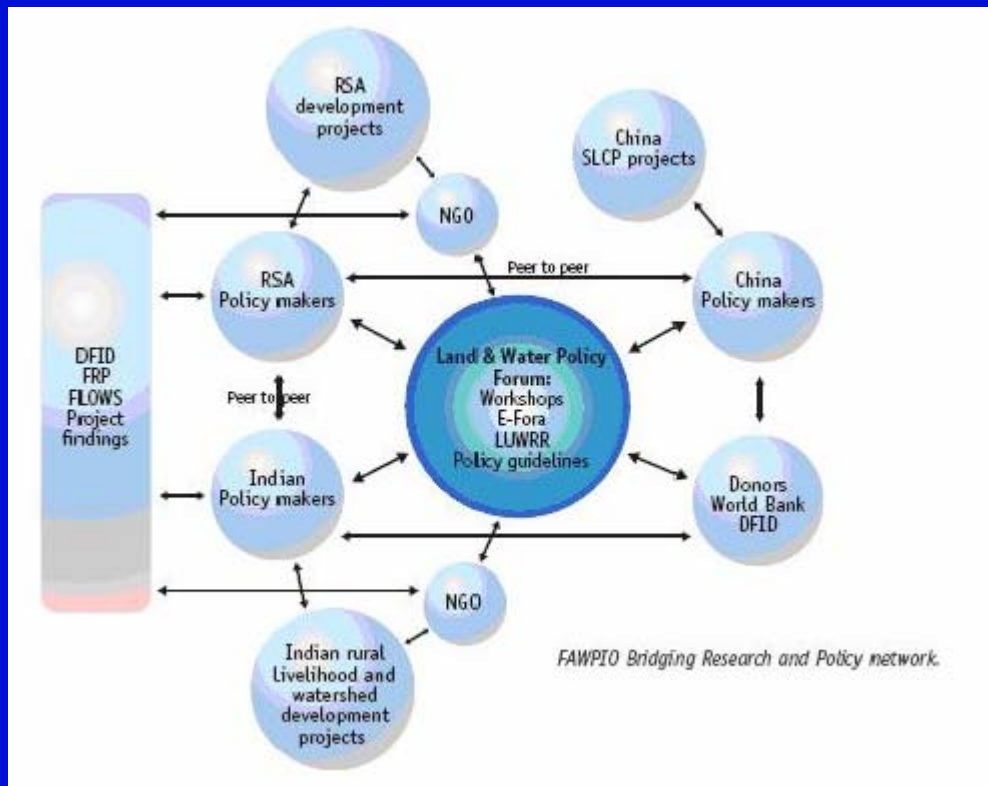 RSA
development
projects
China
SLCP projects
NGO
Peer to peer
RSA
Policy makers
China
Policy makers
DFID
FRP
FLOWS
Project
findings
Land & Water Policy
Forum:
Workshops
E-Fora
LUWRR
Policy guidelines
Peer to peer
Indian
Policy makers
Donors
World Bank
DFID
NGO
Indian rural
Livelihood and
watershed
development
projects
FAWPIO Bridging Research and Policy metwork.